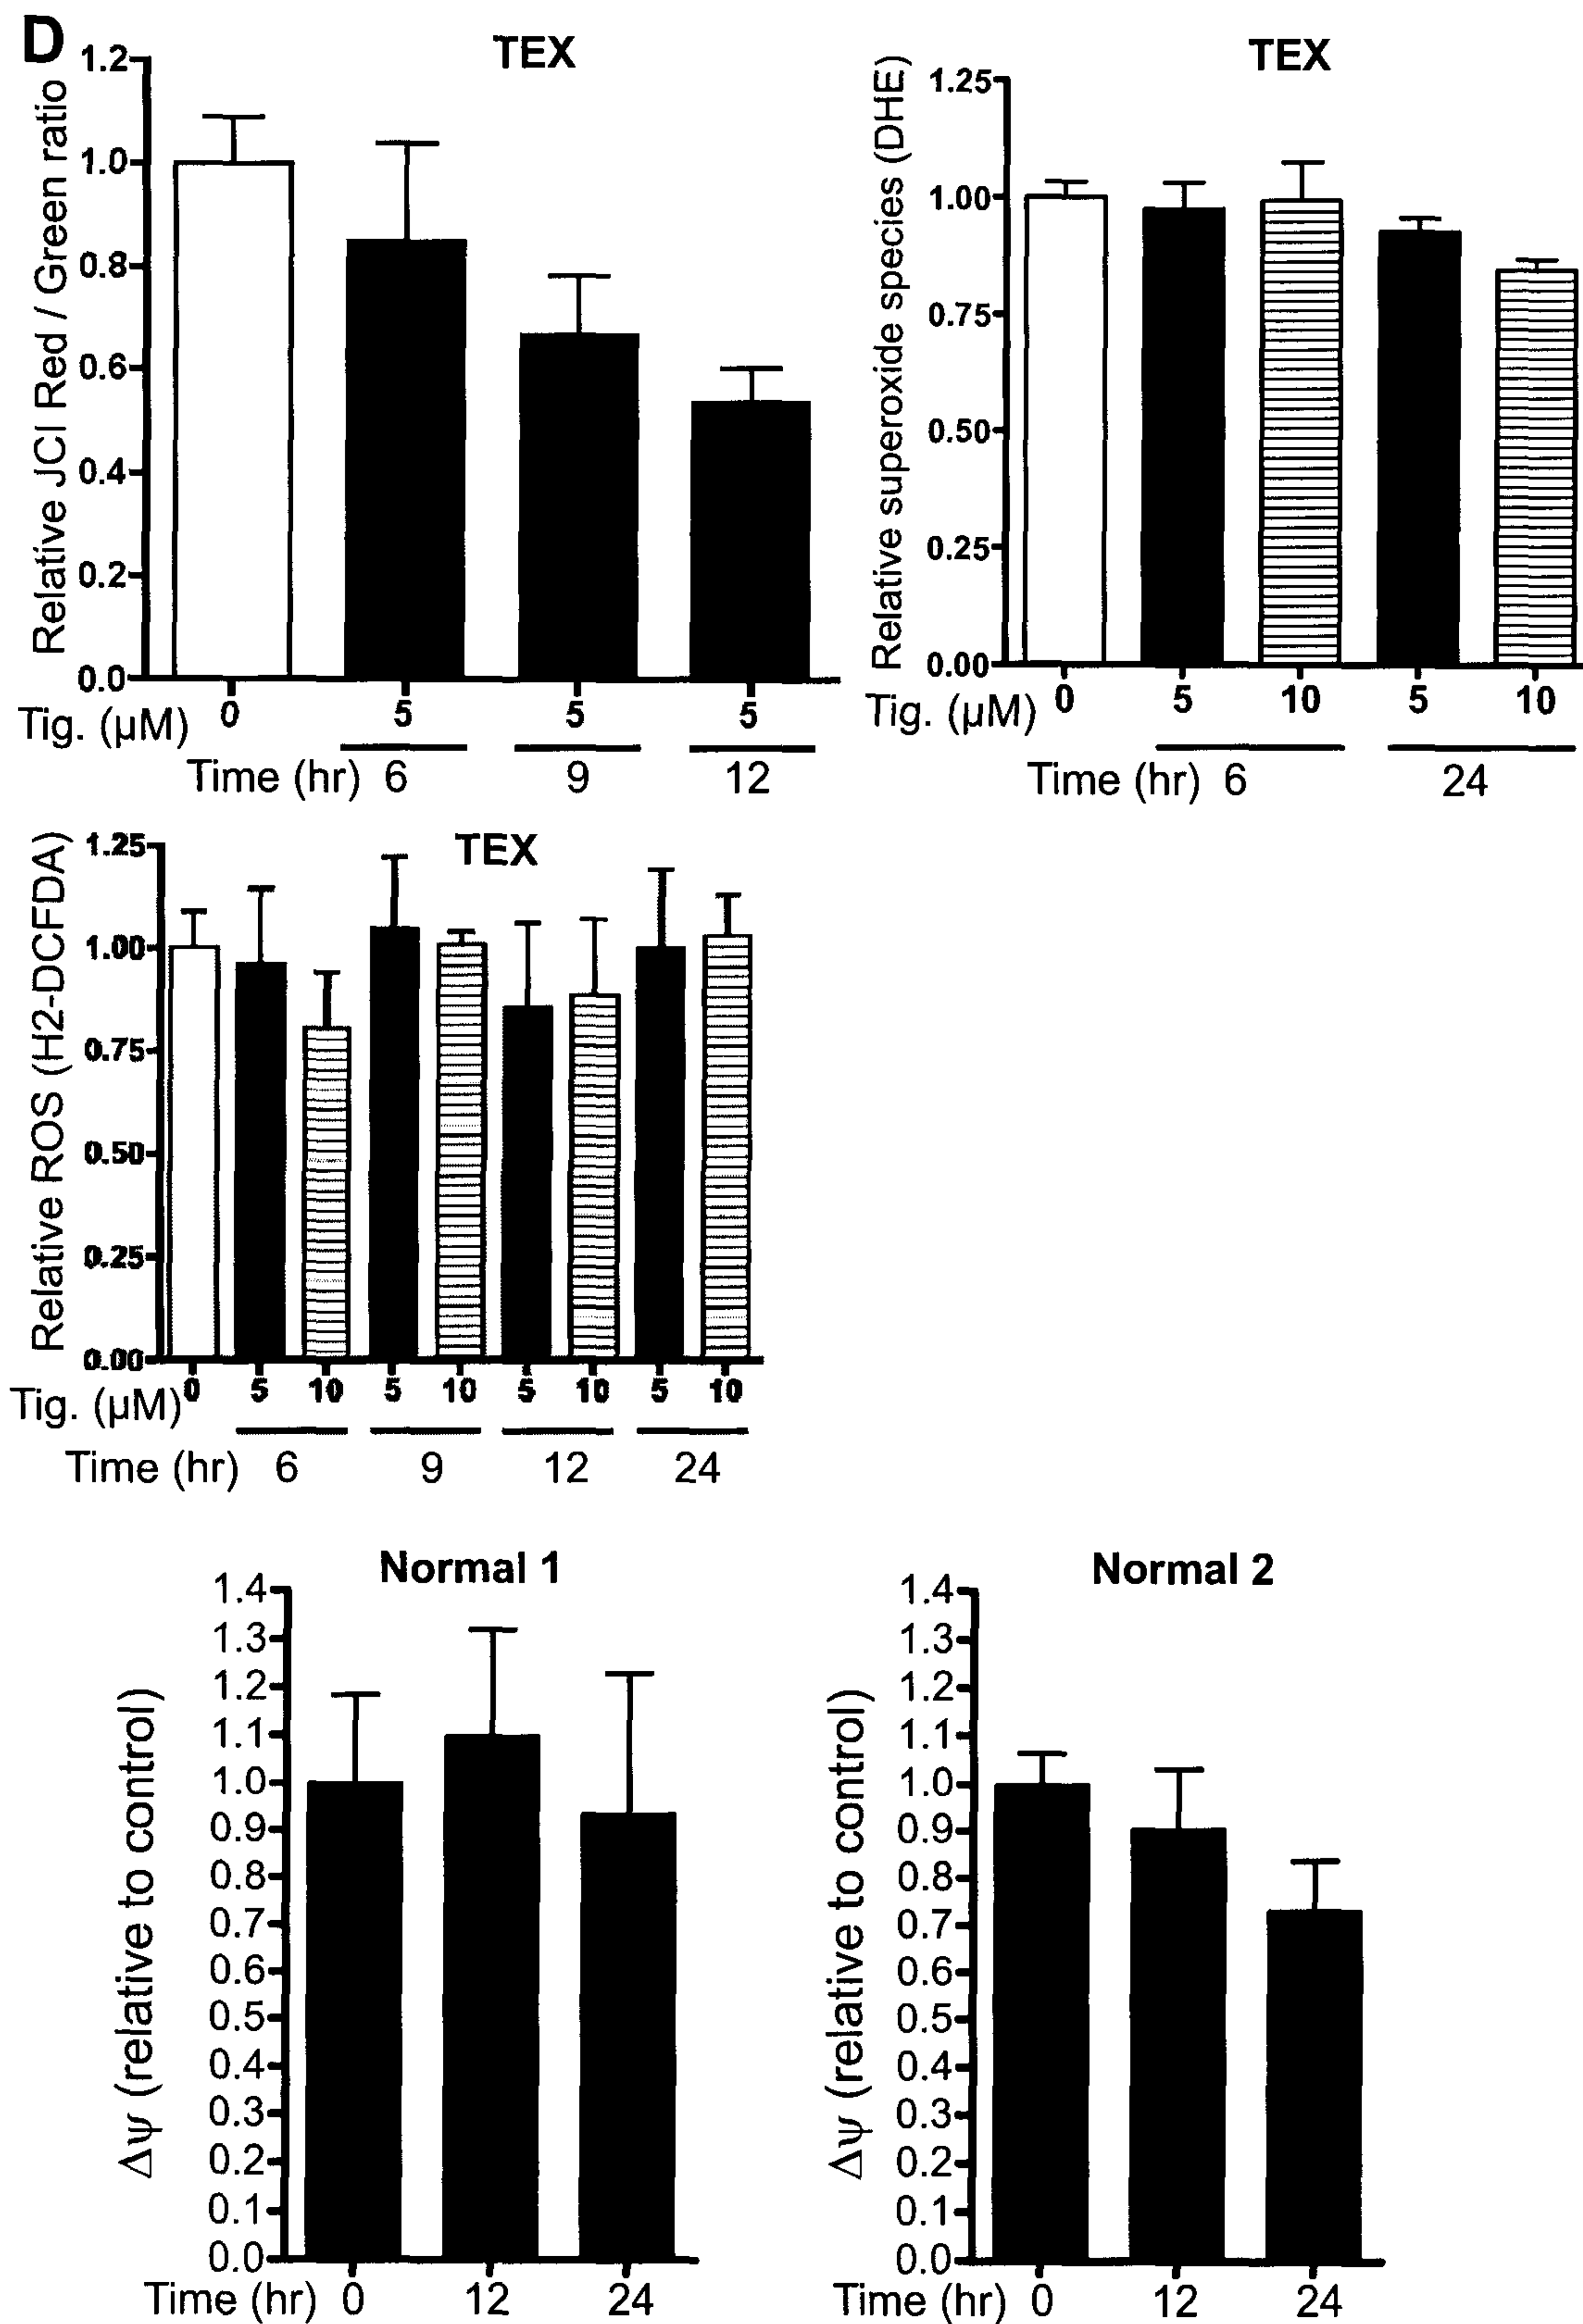 D
TEX
Relative JCI Red / Green ratio
1.2
1.0
0.8
0.6
0.4
0.2
0.0
Tig. (µM) 0 5 5 5
Time (hr) 6 9 12
TEX
Relative superoxide species (DHE)
1.25
1.00
0.75
0.50
0.25
0.00
Tig. (µM) 0 5 10 5 10
Time (hr) 6 24
TEX
Relative ROS (H2-DCFDA)
1.25
1.00
0.75
0.50
0.25
0.00
Tig. (µM) 0 5 10 5 10 5 10 5 10
Time (hr) 6 9 12 24
Normal 1
Δψ (relative to control)
1.4
1.3
1.2
1.1
1.0
0.9
0.8
0.7
0.6
0.5
0.4
0.3
0.2
0.1
0.0
Time (hr) 0 12 24
Normal 2
Δψ (relative to control)
1.4
1.3
1.2
1.1
1.0
0.9
0.8
0.7
0.6
0.5
0.4
0.3
0.2
0.1
0.0
Time (hr) 0 12 24